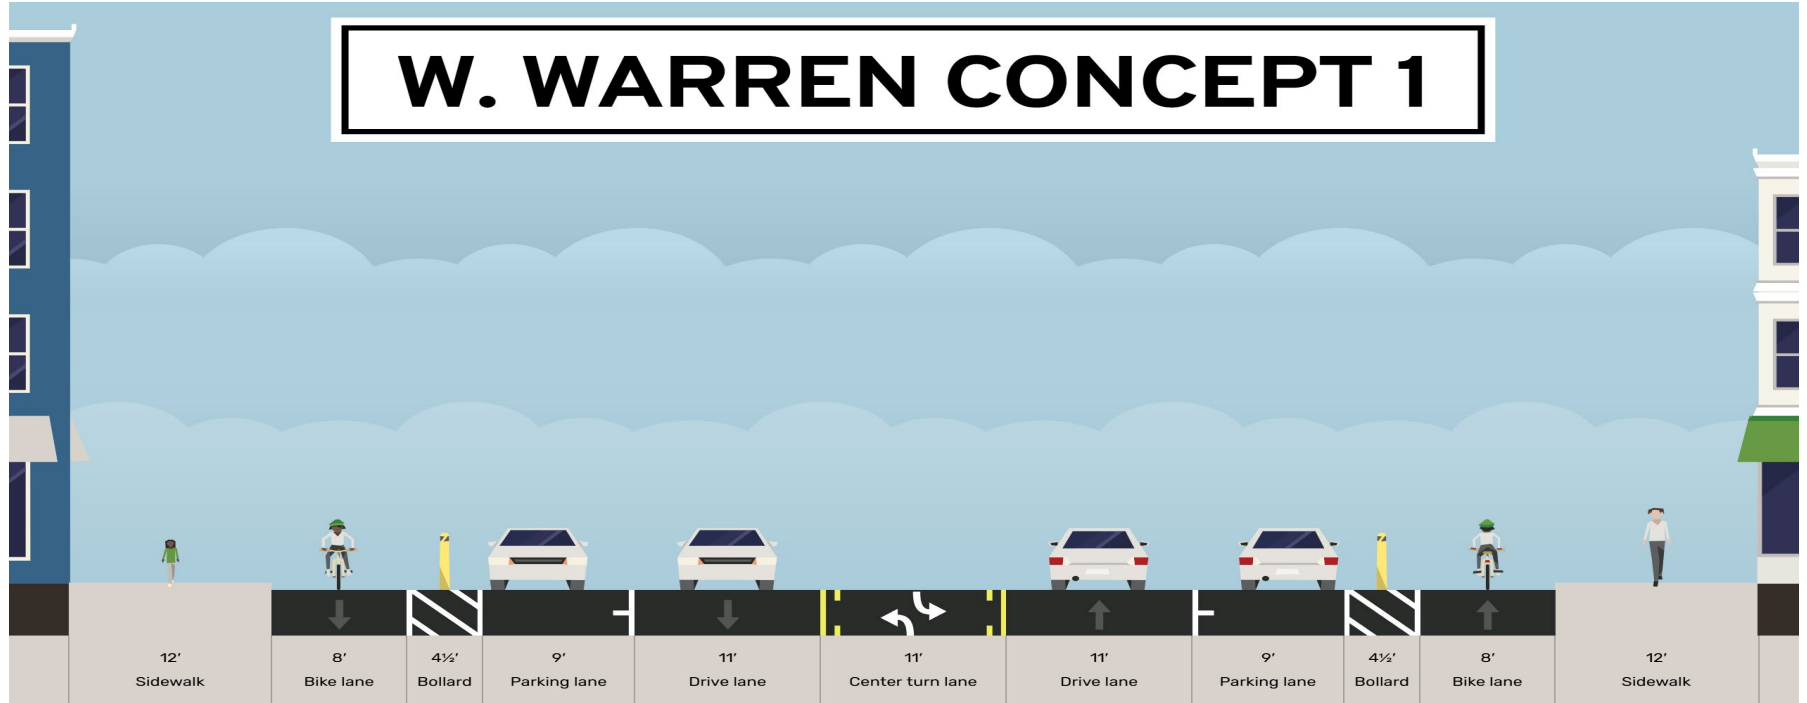 W. WARREN CONCEPT 1
12' 8' 4½' 9' 11' 11' 11' 9' 4½' 8' 12'
Sidewalk Bike lane Bollard Parking lane Drive lane Center turn lane Drive lane Parking lane Bollard Bike lane Sidewalk